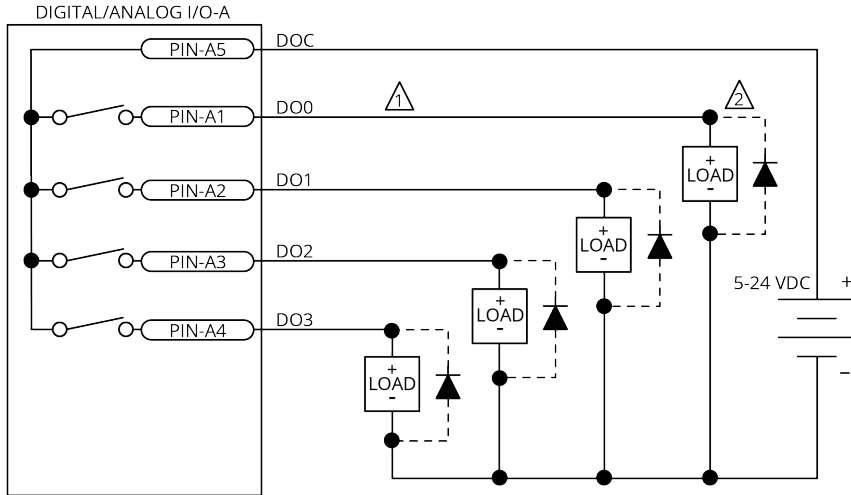 DIGITAL/ANALOG I/O-A
PIN-A5 DOC
PIN-A1 DO0 1 2
+
LOAD
-
PIN-A2 DO1
+
LOAD
-
PIN-A3 DO2
+
LOAD
-
5-24 VDC +
-
PIN-A4 DO3
+
LOAD
-